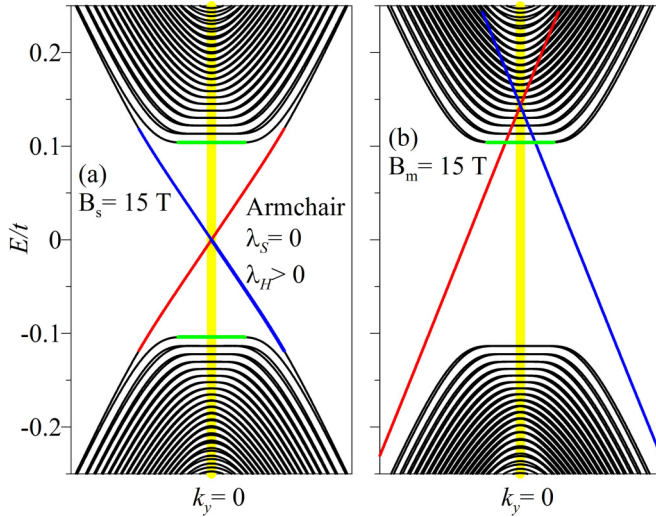 0.2
0.1
0
-0.1
-0.2
E/t
(a)
B_s = 15 T
Armchair
λ_S = 0
λ_H > 0
k_y = 0
(b)
B_m = 15 T
k_y = 0